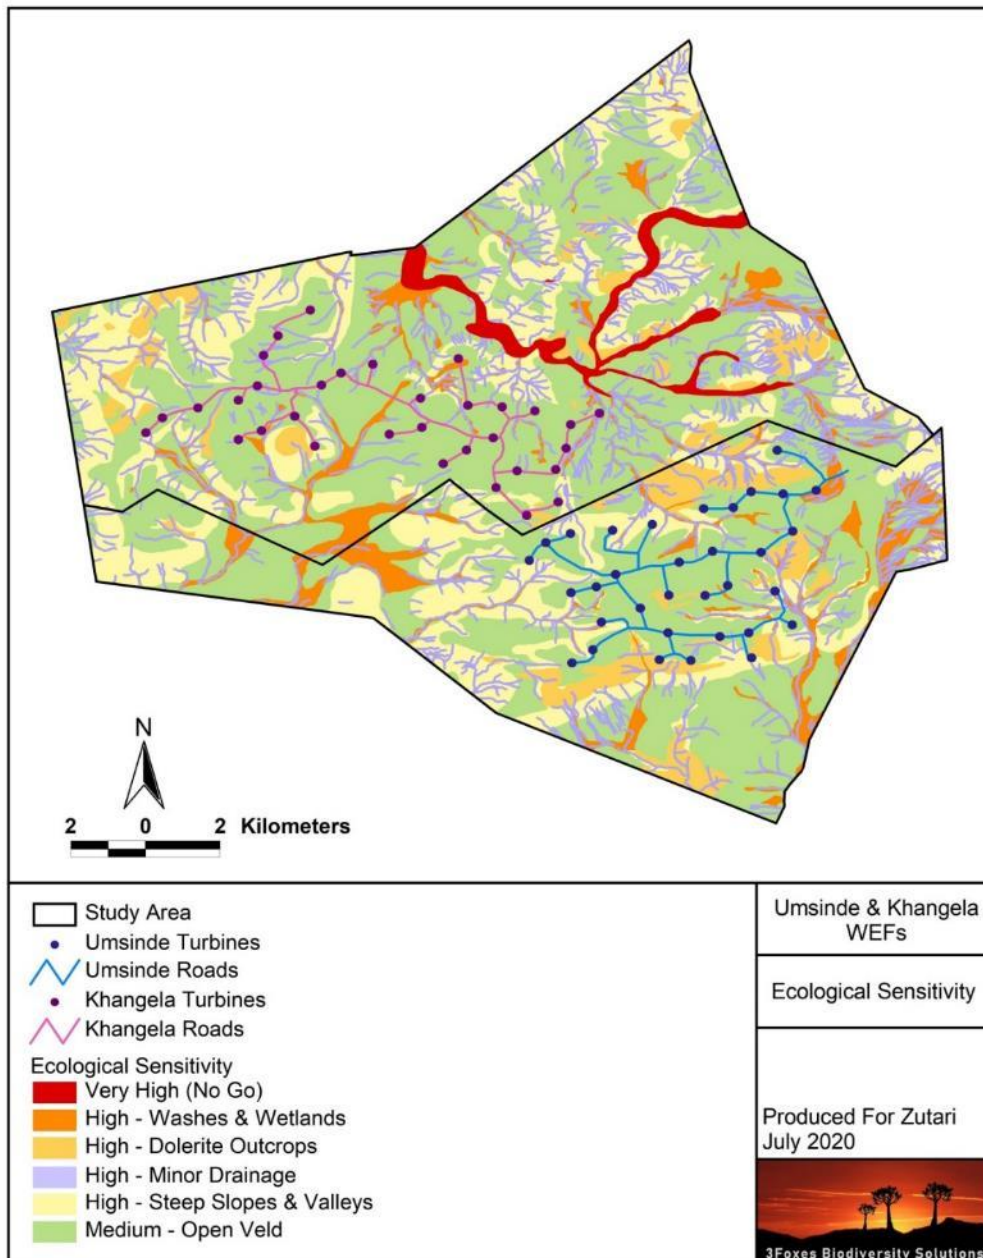 N
2 0 2 Kilometers
Study Area
Umsinde Turbines
Umsinde Roads
Khangela Turbines
Khangela Roads
Ecological Sensitivity
Very High (No Go)
High - Washes & Wetlands
High - Dolerite Outcrops
High - Minor Drainage
High - Steep Slopes & Valleys
Medium - Open Veld
Umsinde & Khangela
WEFs
Ecological Sensitivity
Produced For Zutari
July 2020
3Foxes Biodiversity Solutions